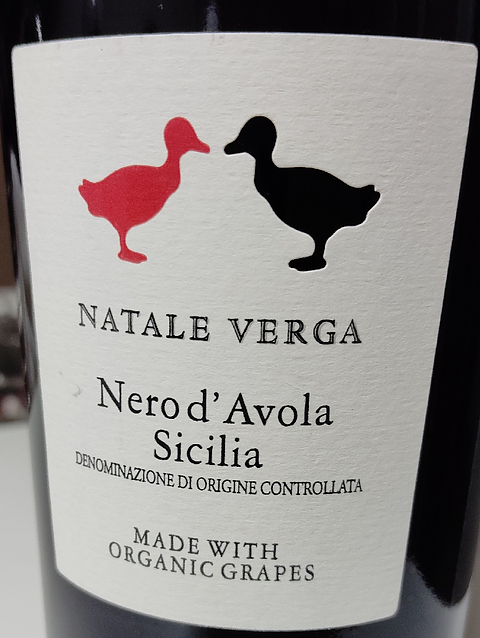 NATALE VERGA
Nero d'Avola
Sicilia
DENOMINAZIONE DI ORIGINE CONTROLLATA
MADE WITH
ORGANIC GRAPES